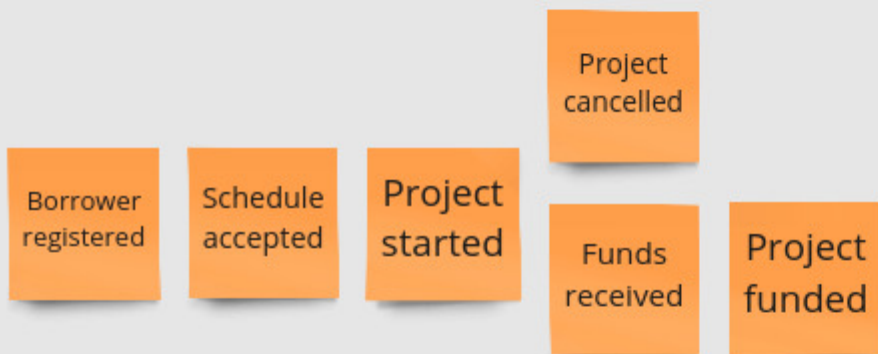 Project
cancelled
Borrower
registered
Schedule
accepted
Project
started
Funds
received
Project
funded